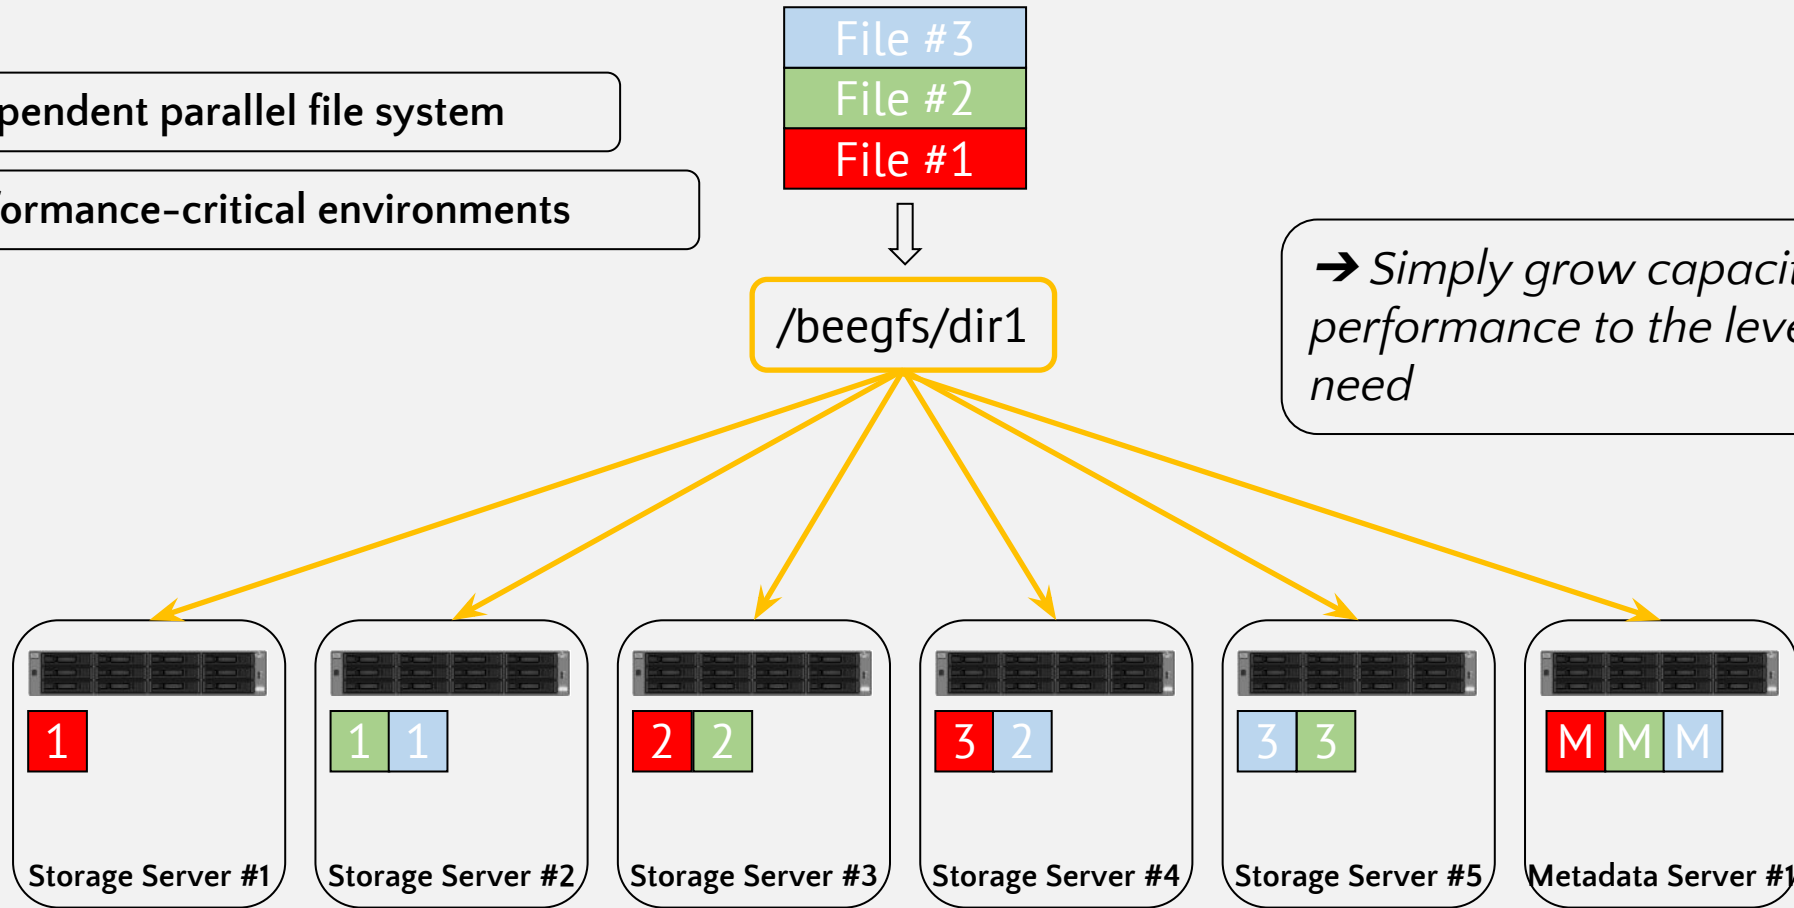 File #3
File #2
File #1
pendent parallel file system
formance-critical environments
/beegfs/dir1
➔ Simply grow capacit
performance to the leve
need
1
1 1
2 2
3 2
3 3
M M M
Storage Server #1
Storage Server #2
Storage Server #3
Storage Server #4
Storage Server #5
Metadata Server #1